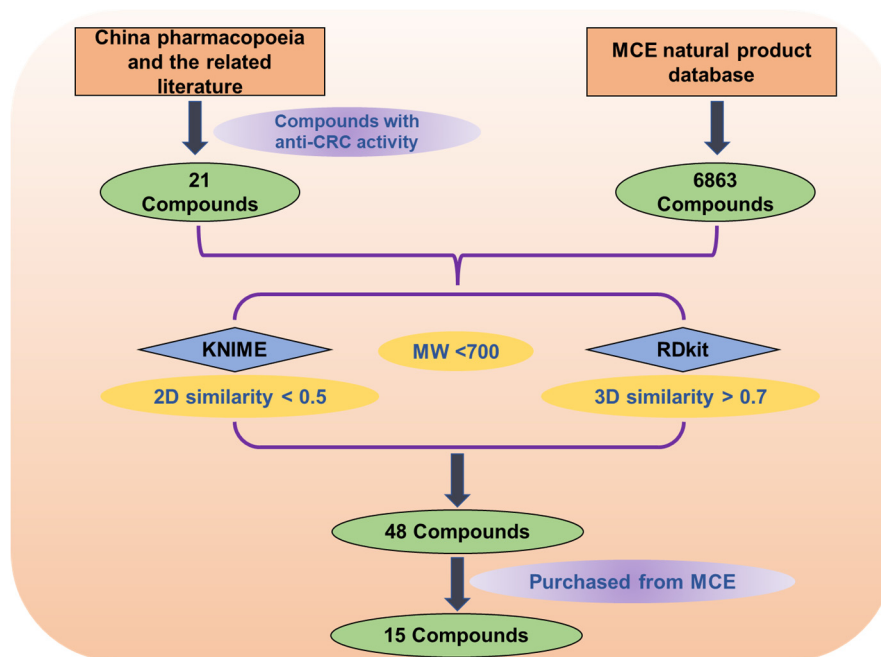 China pharmacopoeia
and the related
literature
MCE natural product
database
Compounds with
anti-CRC activity
21
Compounds
6863
Compounds
KNIME
MW <700
RDkit
2D similarity < 0.5
3D similarity > 0.7
48 Compounds
Purchased from MCE
15 Compounds